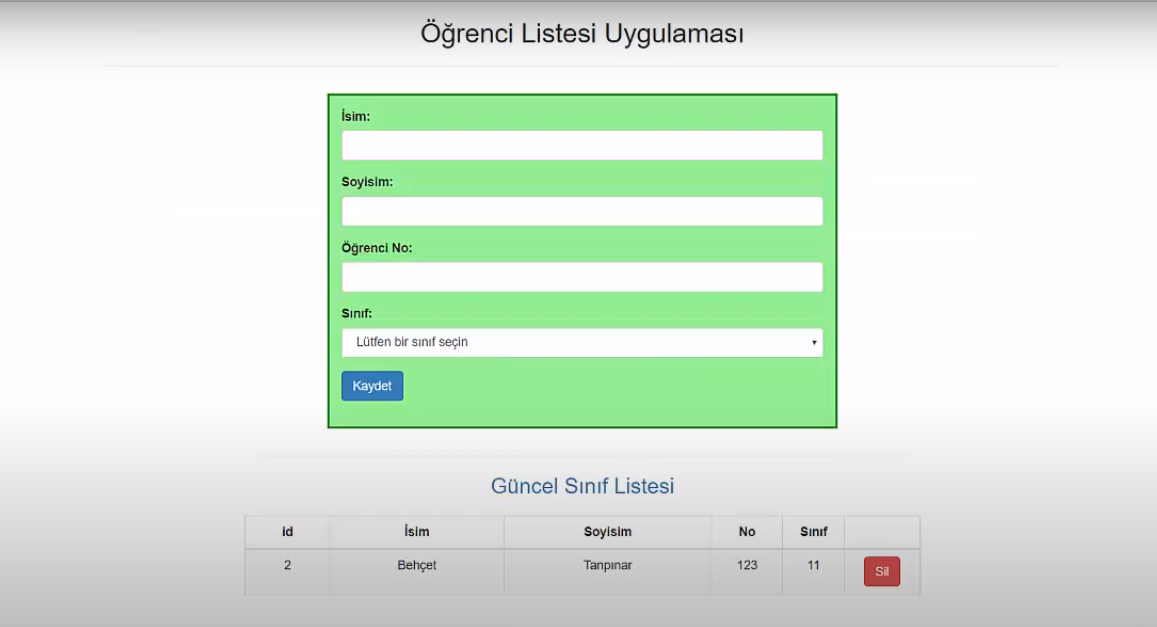 Öğrenci Listesi Uygulaması
İsim:
Soyisim:
Öğrenci No:
Sınıf:
Lütfen bir sınıf seçin
Kaydet
Güncel Sınıf Listesi
id İsim Soyisim No Sınıf
2 Behçet Tanpınar 123 11 Sil